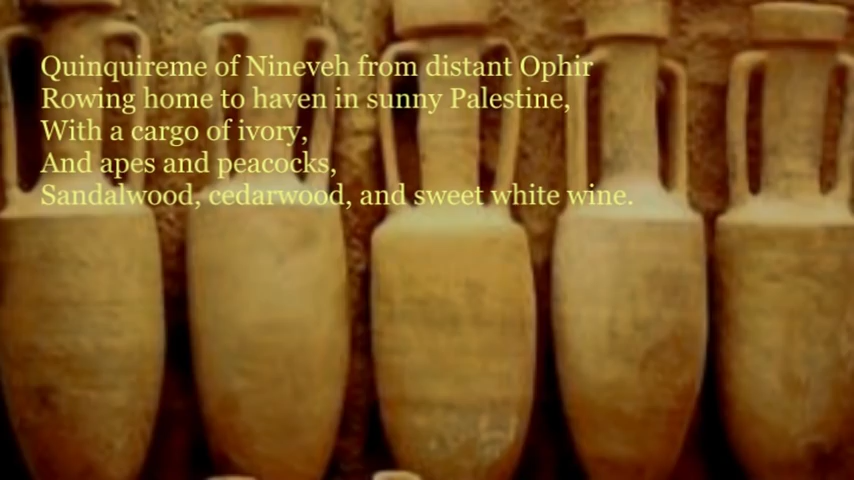 Quinquireme of Nineveh from distant Ophir
Rowing home to haven in sunny Palestine,
With a cargo of ivory,
And apes and peacocks,
Sandalwood, cedarwood, and sweet white wine.